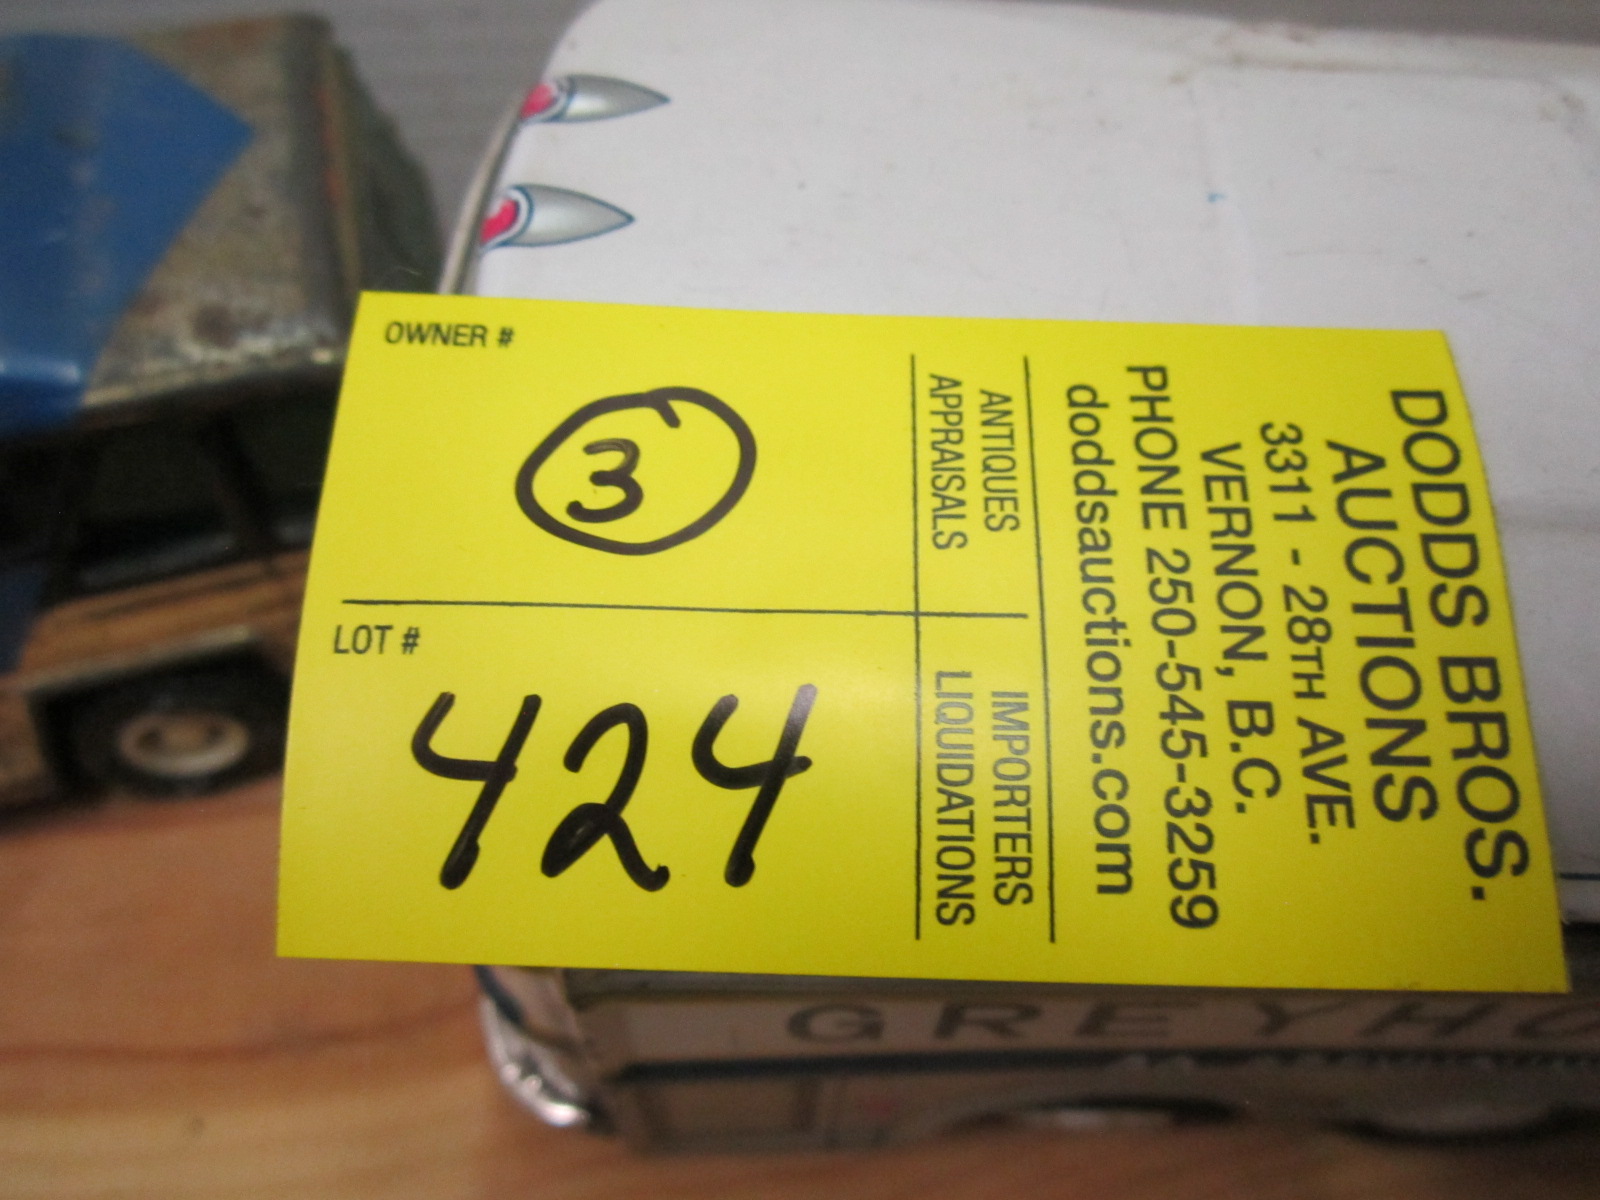 OWNER #
3
LOT #
424
DODDS BROS.
AUCTIONS
3311 - 28TH AVE.
VERNON, B.C.
PHONE 250-545-3259
doddsauctions.com
ANTIQUES
APPRAISALS
IMPORTERS
LIQUIDATIONS
GREYHO